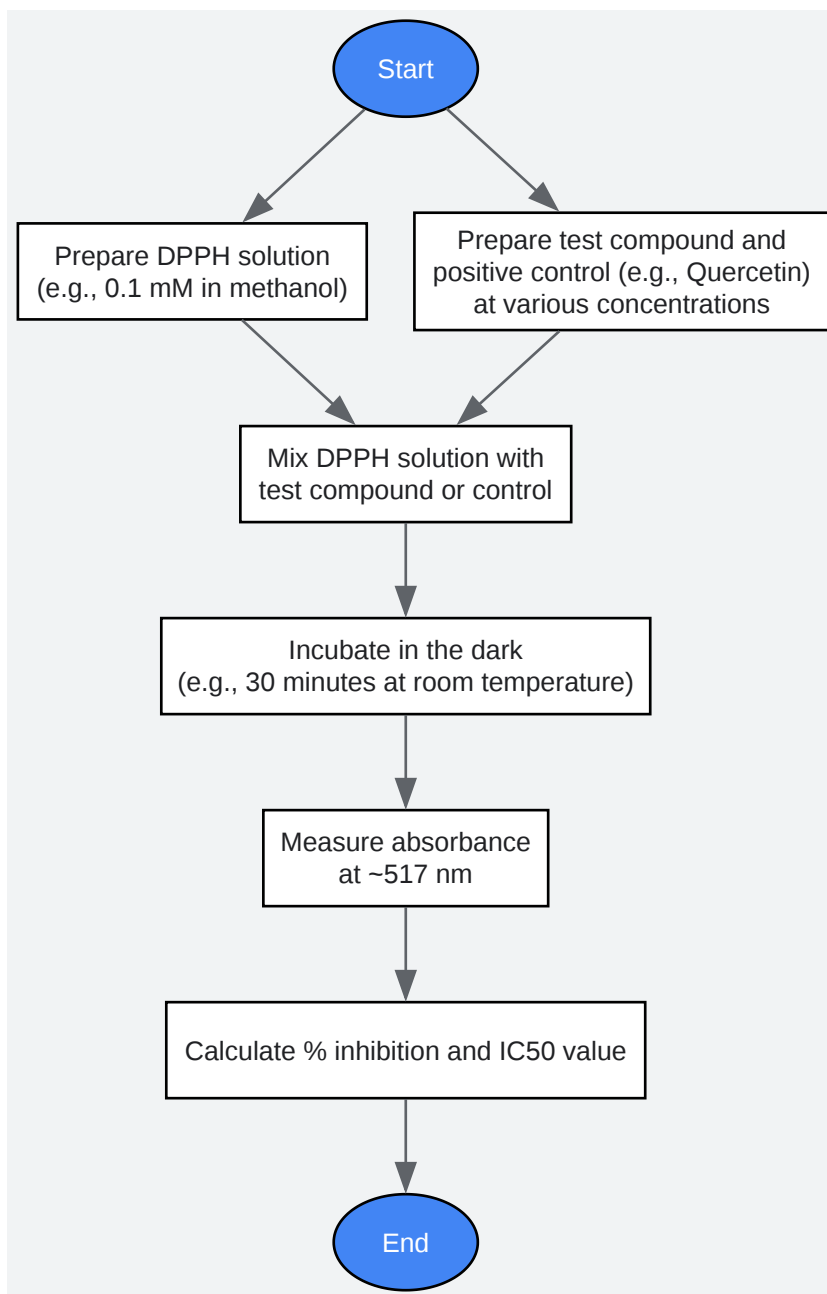 Start
Prepare DPPH solution
(e.g., 0.1 mM in methanol)
Prepare test compound and
positive control (e.g., Quercetin)
at various concentrations
Mix DPPH solution with
test compound or control
Incubate in the dark
(e.g., 30 minutes at room temperature)
Measure absorbance
at ~517 nm
Calculate % inhibition and IC50 value
End